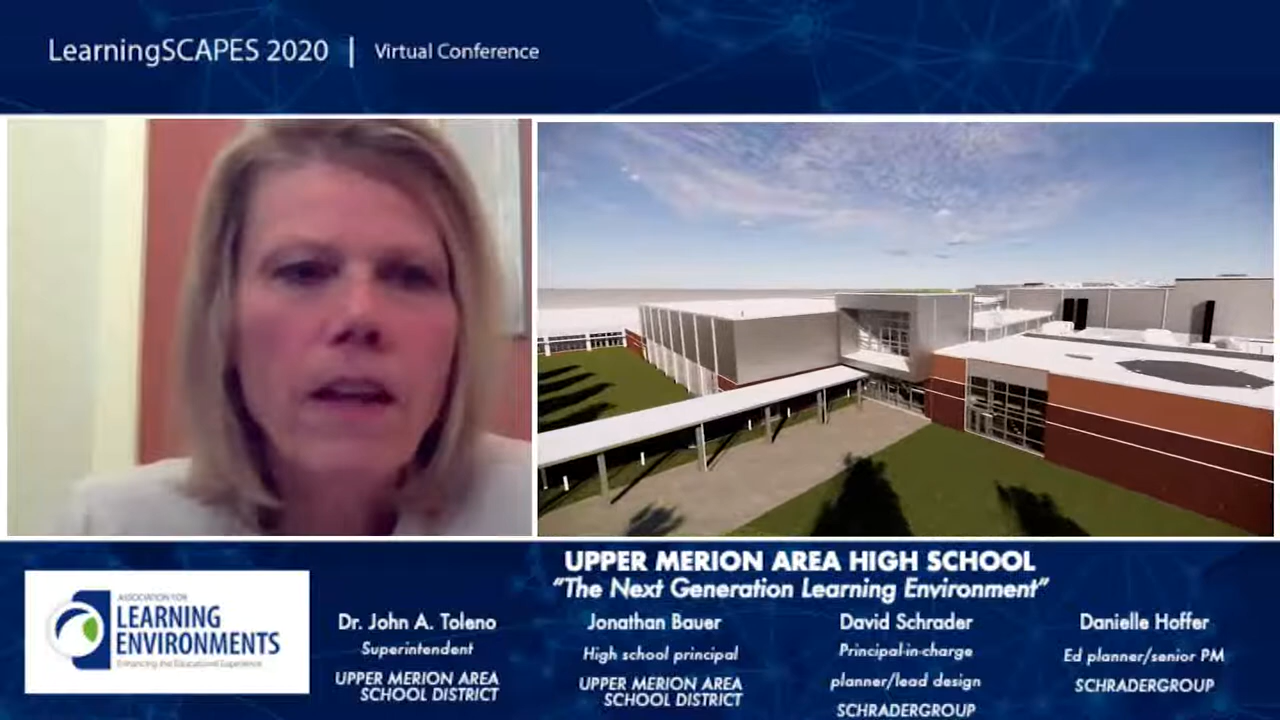 LearningSCAPES 2020 | Virtual Conference
UPPER MERION AREA HIGH SCHOOL
“The Next Generation Learning Environment”
ASSOCIATION FOR
LEARNING
ENVIRONMENTS
Enhancing the Educational Experience
Dr. John A. Toleno
Superintendent
UPPER MERION AREA
SCHOOL DISTRICT
Jonathan Bauer
High school principal
UPPER MERION AREA
SCHOOL DISTRICT
David Schrader
Principal-in-charge
planner/lead design
SCHRADERGROUP
Danielle Hoffer
Ed planner/senior PM
SCHRADERGROUP